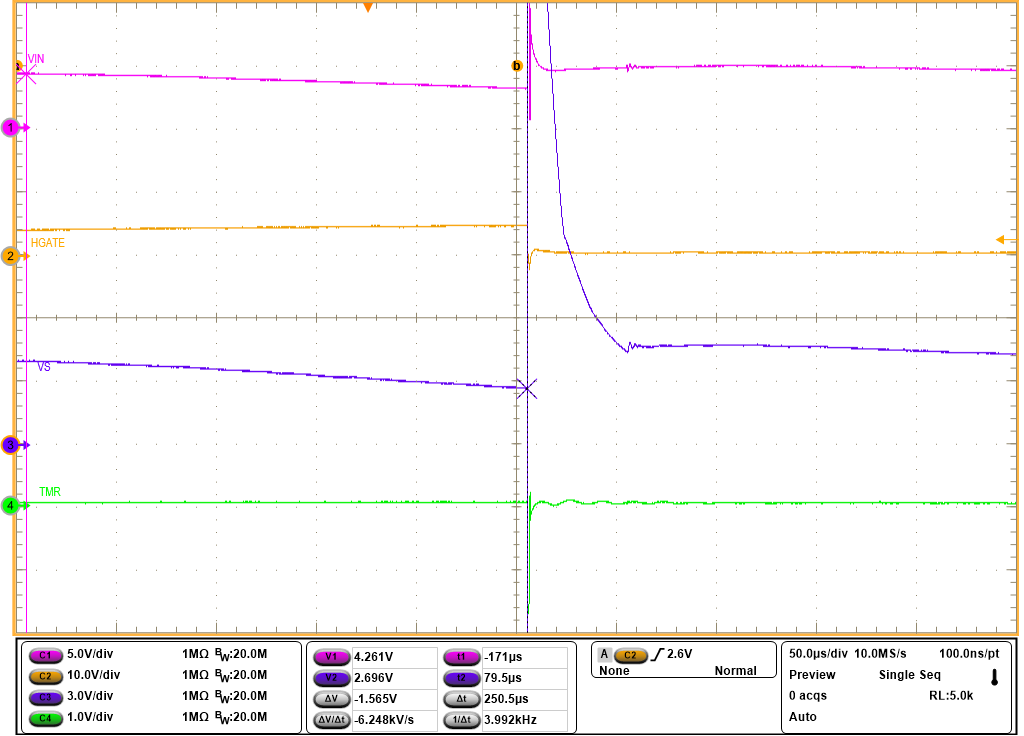 a
b
VIN
1
HGATE
2
VS
3
TMR
4
C1 5.0V/div 1MΩ BW:20.0M
C2 10.0V/div 1MΩ BW:20.0M
C3 3.0V/div 1MΩ BW:20.0M
C4 1.0V/div 1MΩ BW:20.0M
V1 4.261V t1 -171µs
V2 2.696V t2 79.5µs
ΔV -1.565V Δt 250.5µs
ΔV/Δt -6.248kV/s 1/Δt 3.992kHz
A C2 2.6V
None Normal
50.0µs/div 10.0MS/s 100.0ns/pt
Preview Single Seq
0 acqs RL:5.0k
Auto